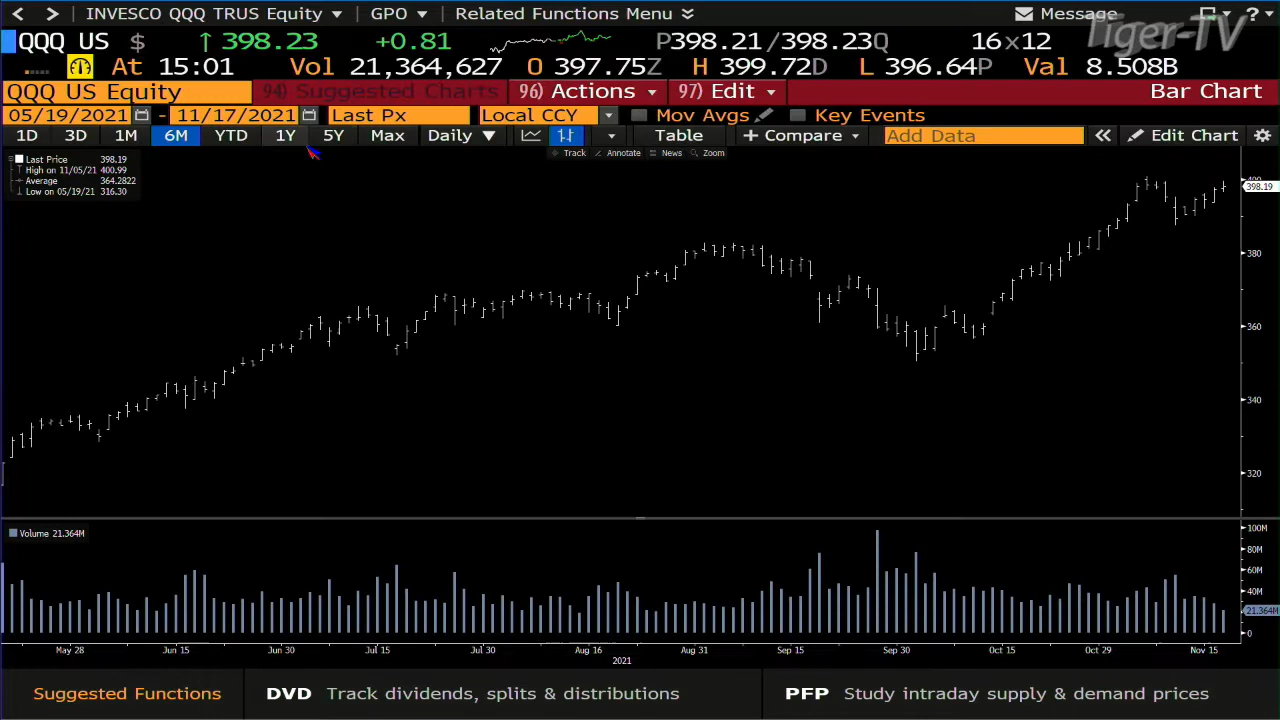 INVESCO QQQ TRUS Equity GPO Related Functions Menu Message ?
Tiger-TV
QQQ US $ ↑ 398.23 +0.81 P398.21/398.23Q 16x12
At 15:01 Vol 21,364,627 O 397.75Z H 399.72D L 396.64P Val 8.508B
QQQ US Equity 94) Suggested Charts 96) Actions 97) Edit Bar Chart
05/19/2021 - 11/17/2021 Last Px Local CCY Mov Avgs Key Events
1D 3D 1M 6M YTD 1Y 5Y Max Daily Table + Compare Add Data « Edit Chart
Track Annotate News Zoom
Last Price 398.19
High on 11/05/21 400.99
Average 364.2822
Low on 05/19/21 316.30
400
398.19
380
360
340
320
Volume 21.364M
100M
80M
60M
40M
21.364M
0
May 28 Jun 15 Jun 30 Jul 15 Jul 30 Aug 16 Aug 31 Sep 15 Sep 30 Oct 15 Oct 29 Nov 15
2021
Suggested Functions DVD Track dividends, splits & distributions PFP Study intraday supply & demand prices